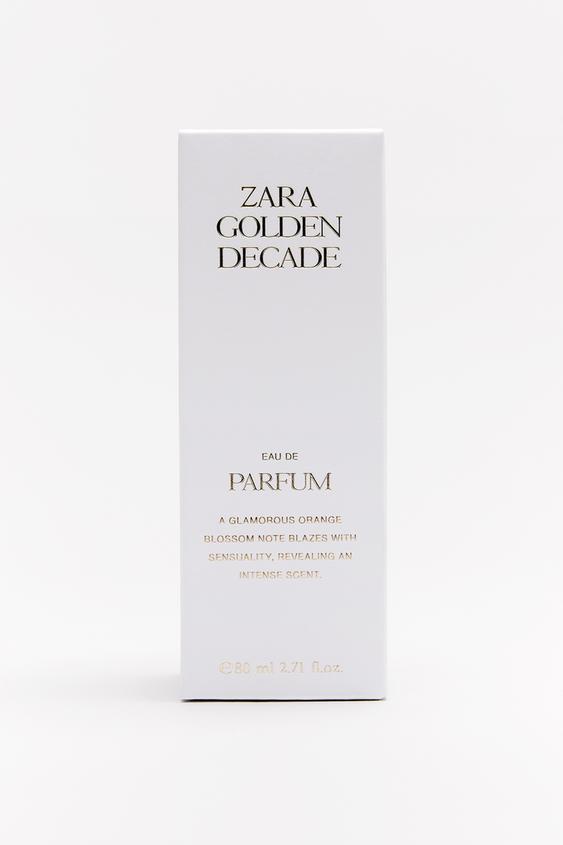 ZARA
GOLDEN
DECADE
EAU DE
PARFUM
A GLAMOROUS ORANGE
BLOSSOM NOTE BLAZES WITH
SENSUALITY, REVEALING AN
INTENSE SCENT.
℮80 ml 2.71 fl.oz.